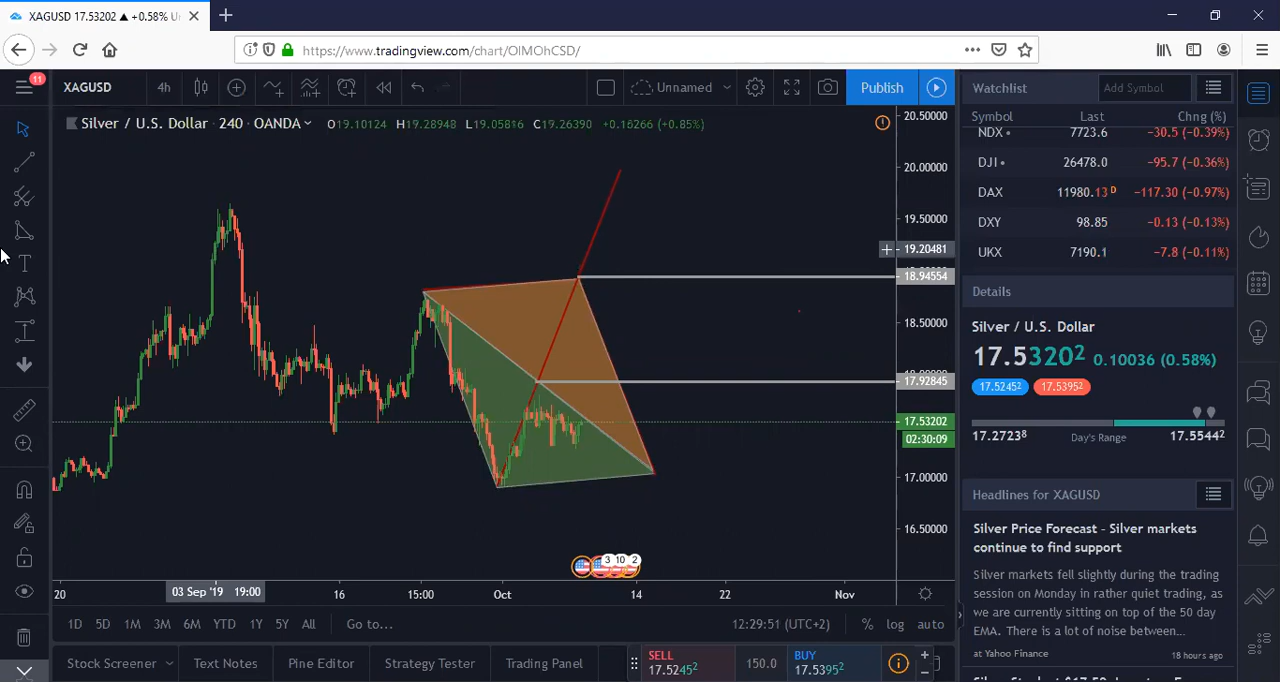 XAGUSD 17.53202 ▲ +0.58% U
https://www.tradingview.com/chart/OIMOhCSD/
11
XAGUSD 4h Unnamed Publish
Silver / U.S. Dollar · 240 · OANDA O19.10124 H19.28948 L19.05816 C19.26390 +0.16266 (+0.85%)
20.50000
20.00000
19.50000
19.20481
18.94554
18.50000
17.92845
17.53202
02:30:09
17.00000
16.50000
3 10 2
20 03 Sep '19 19:00 16 15:00 Oct 14 22 Nov
1D 5D 1M 3M 6M YTD 1Y 5Y All Go to... 12:29:51 (UTC+2) % log auto
Stock Screener Text Notes Pine Editor Strategy Tester Trading Panel
SELL
17.52452
150.0
BUY
17.53952
Watchlist Add Symbol
Symbol Last Chng (%)
NDX 7723.6 −30.5 (−0.39%)
DJI 26478.0 −95.7 (−0.36%)
DAX 11980.13 D −117.30 (−0.97%)
DXY 98.85 −0.13 (−0.13%)
UKX 7190.1 −7.8 (−0.11%)
Details
Silver / U.S. Dollar
17.53202 0.10036 (0.58%)
17.52452 17.53952
17.27238 Day's Range 17.55442
Headlines for XAGUSD
Silver Price Forecast - Silver markets
continue to find support
Silver markets fell slightly during the trading
session on Monday in rather quiet trading, as
we are currently sitting on top of the 50 day
EMA. There is a lot of noise between...
at Yahoo Finance 18 hours ago